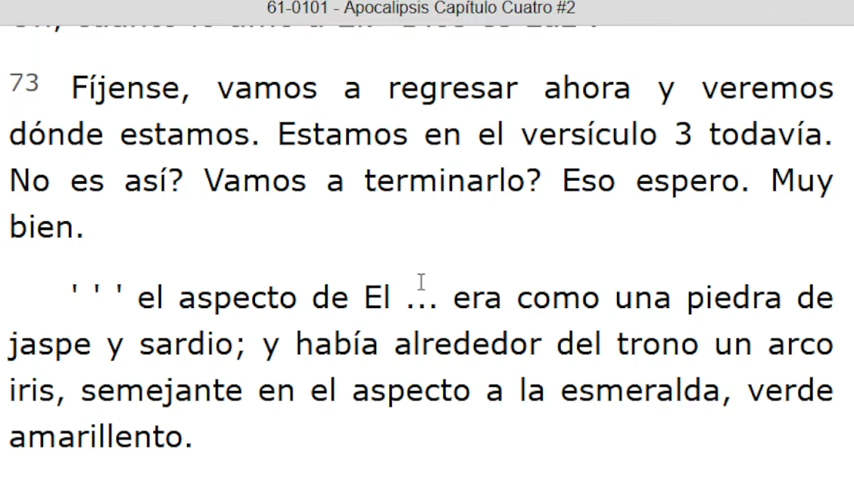 61-0101 - Apocalipsis Capítulo Cuatro #2
73 Fíjense, vamos a regresar ahora y veremos
dónde estamos. Estamos en el versículo 3 todavía.
No es así? Vamos a terminarlo? Eso espero. Muy
bien.
' ' ' el aspecto de El ... era como una piedra de
jaspe y sardio; y había alrededor del trono un arco
iris, semejante en el aspecto a la esmeralda, verde
amarillento.